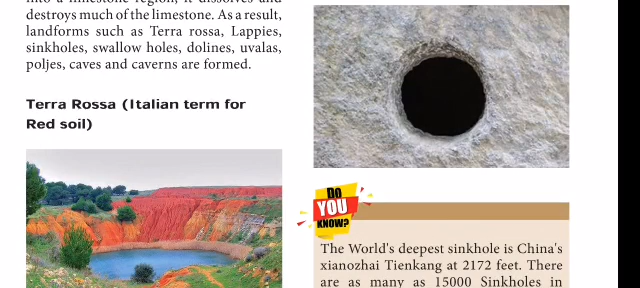 into a limestone region, it dissolves and
destroys much of the limestone. As a result,
landforms such as Terra rossa, Lappies,
sinkholes, swallow holes, dolines, uvalas,
poljes, caves and caverns are formed.
Terra Rossa (Italian term for
Red soil)
DO
YOU
KNOW?
The World's deepest sinkhole is China's
xianozhai Tienkang at 2172 feet. There
are as many as 15000 Sinkholes in